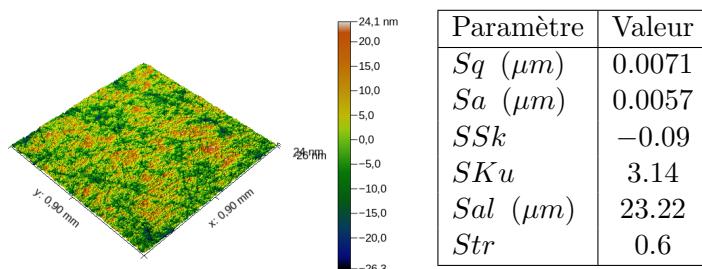 24,1 nm
20,0
15,0
10,0
5,0
0,0
−5,0
−10,0
−15,0
−20,0
−26,3
24 nm
-26 nm
y: 0,90 mm
x: 0,90 mm
Paramètre Valeur
Sq (μm) 0.0071
Sa (μm) 0.0057
SSk −0.09
SKu 3.14
Sal (μm) 23.22
Str 0.6